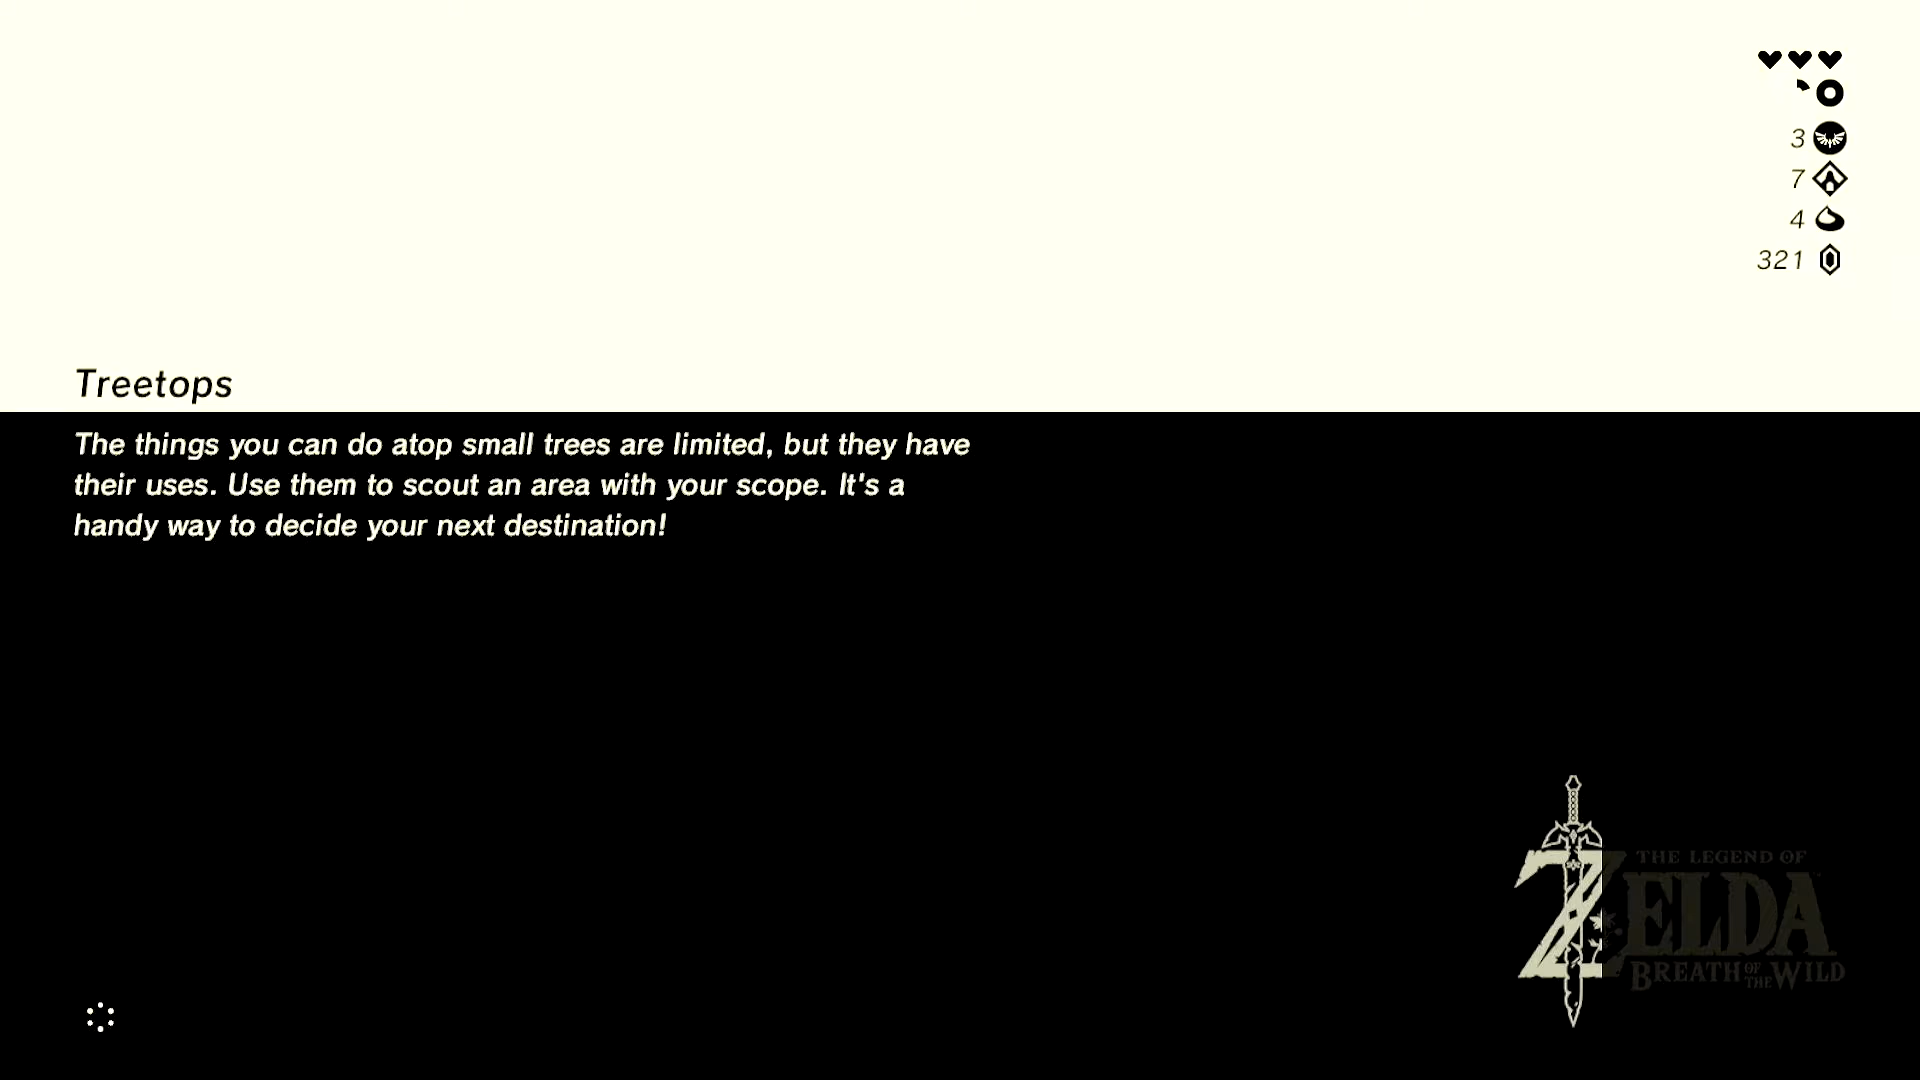 3
7
4
321
Treetops
The things you can do atop small trees are limited, but they have
their uses. Use them to scout an area with your scope. It's a
handy way to decide your next destination!
THE LEGEND OF
ZELDA
BREATH OF THE WILD